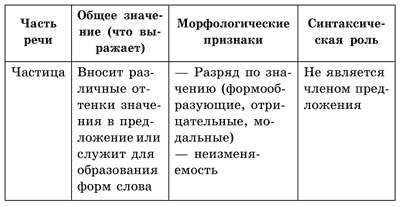 Часть
речи
Общее значе-
ние (что вы-
ражает)
Морфологические
признаки
Синтаксиче-
ская роль
Частица
Вносит раз-
личные от-
тенки значе-
ния в пред-
ложение или
служит для
образования
форм слова
— Разряд по зна-
чению (формооб-
разующие, отри-
цательные, мо-
дальные)
— неизменя-
емость
Не является
членом пред-
ложения